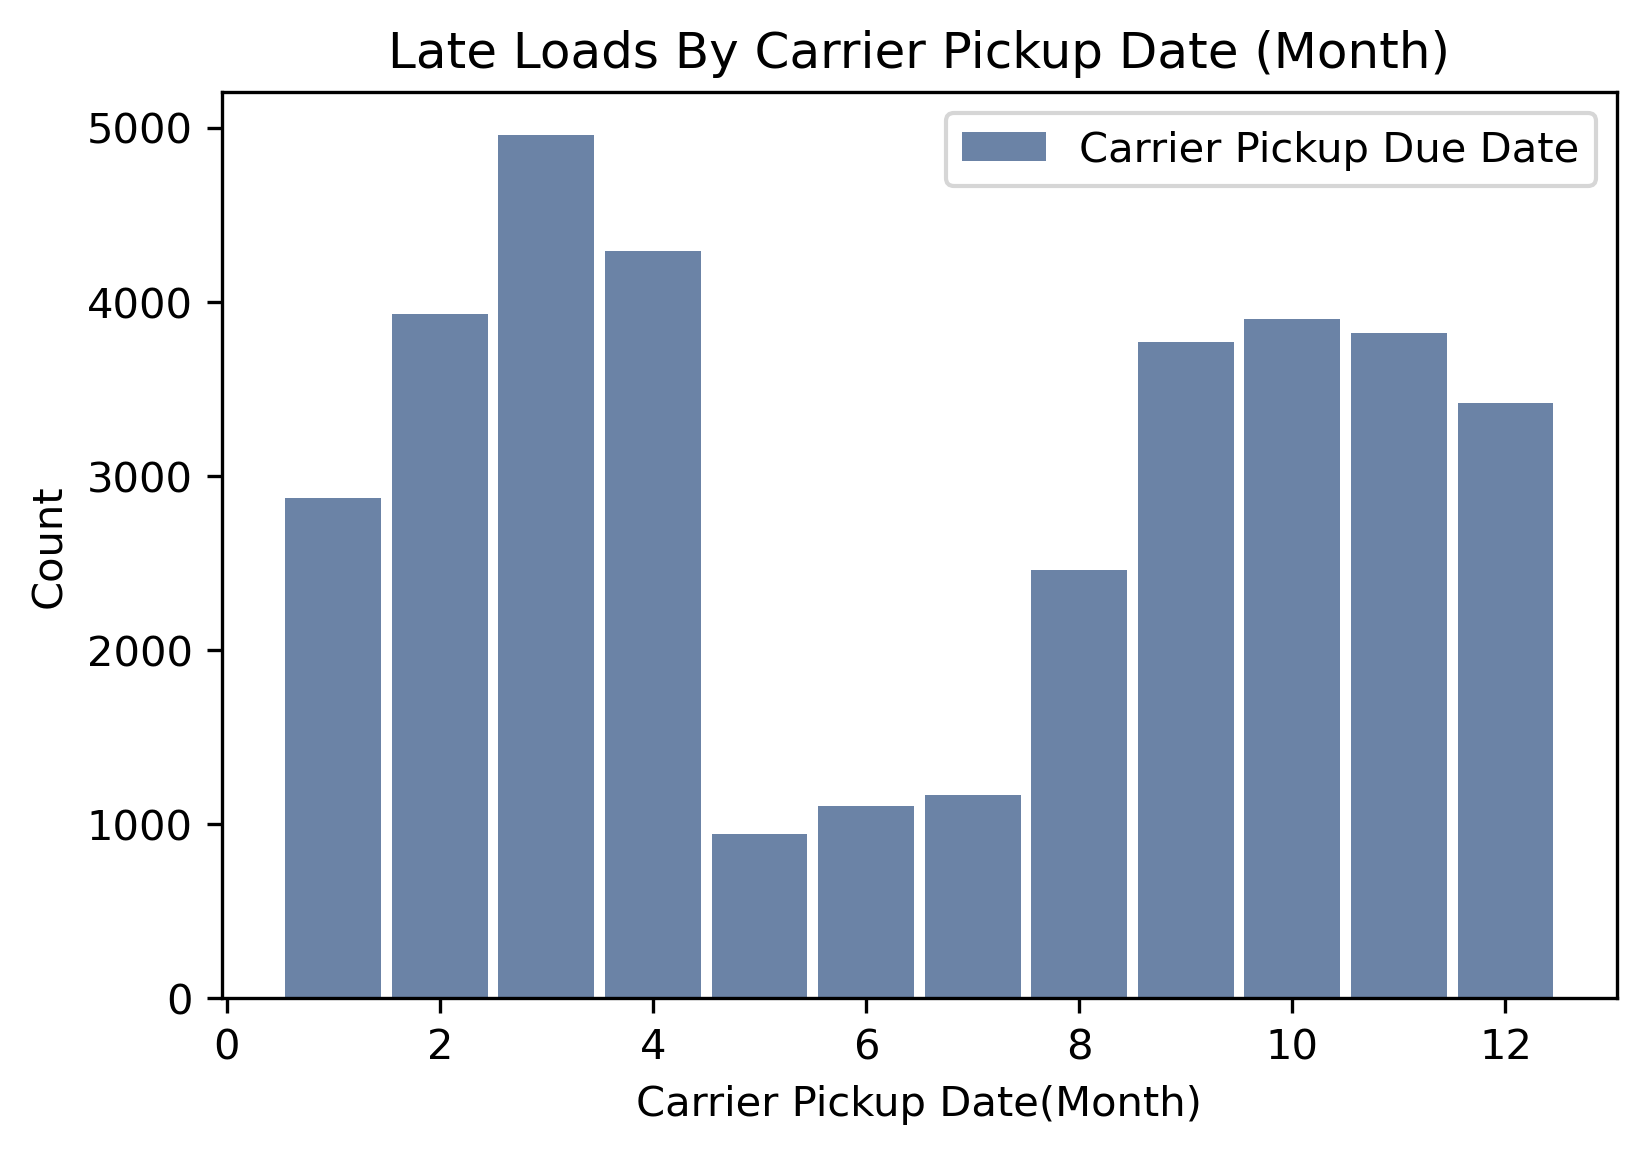 Late Loads By Carrier Pickup Date (Month)
Carrier Pickup Due Date
5000
4000
3000
2000
1000
0
Count
0 2 4 6 8 10 12
Carrier Pickup Date(Month)